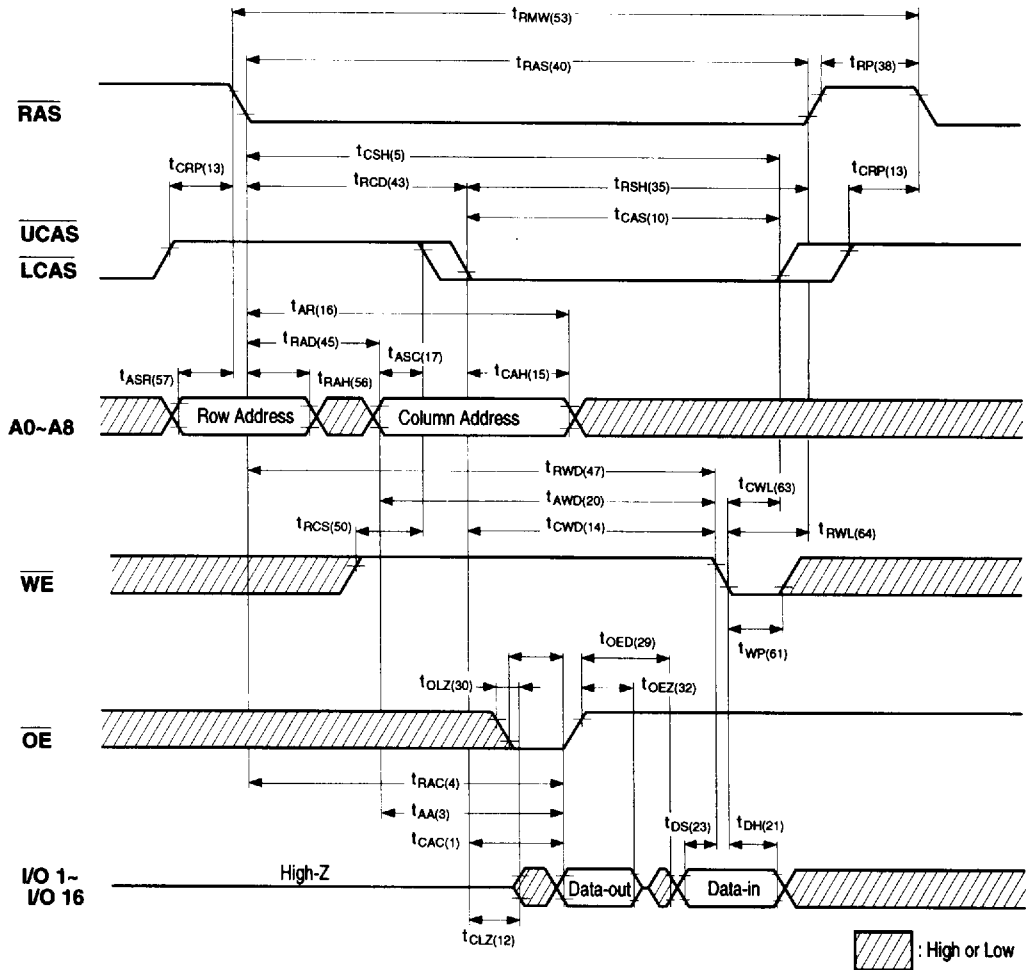 tRMW(53)
tRAS(40)
tRP(38)
RAS
tCSH(5)
tCRP(13)
tRCD(43)
tRSH(35)
tCRP(13)
tCAS(10)
UCAS
LCAS
tAR(16)
tRAD(45)
tASC(17)
tASR(57)
tRAH(56)
tCAH(15)
A0~A8
Row Address
Column Address
tRWD(47)
tAWD(20)
tCWL(63)
tRCS(50)
tCWD(14)
tRWL(64)
WE
tOED(29)
tWP(61)
tOLZ(30)
tOEZ(32)
OE
tRAC(4)
tAA(3)
tCAC(1)
tDS(23)
tDH(21)
I/O 1~
I/O 16
High-Z
Data-out
Data-in
tCLZ(12)
: High or Low